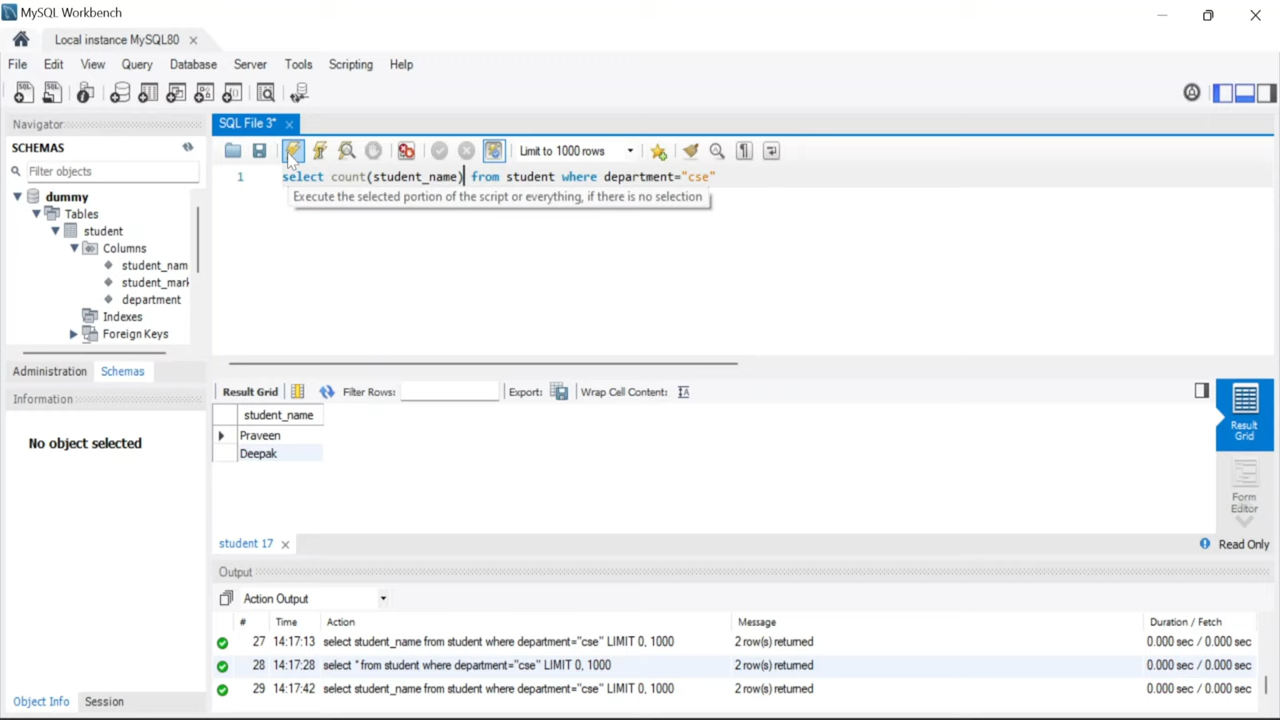 MySQL Workbench
Local instance MySQL80
File Edit View Query Database Server Tools Scripting Help
Navigator
SCHEMAS
Filter objects
dummy
Tables
student
Columns
student_nam
student_mark
department
Indexes
Foreign Keys
Administration Schemas
Information
No object selected
Object Info Session
SQL File 3*
Limit to 1000 rows
1 select count(student_name) from student where department="cse"
Execute the selected portion of the script or everything, if there is no selection
Result Grid Filter Rows: Export: Wrap Cell Content:
student_name
Praveen
Deepak
Result
Grid
Form
Editor
student 17
Read Only
Output
Action Output
# Time Action Message Duration / Fetch
27 14:17:13 select student_name from student where department="cse" LIMIT 0, 1000 2 row(s) returned 0.000 sec / 0.000 sec
28 14:17:28 select * from student where department="cse" LIMIT 0, 1000 2 row(s) returned 0.000 sec / 0.000 sec
29 14:17:42 select student_name from student where department="cse" LIMIT 0, 1000 2 row(s) returned 0.000 sec / 0.000 sec